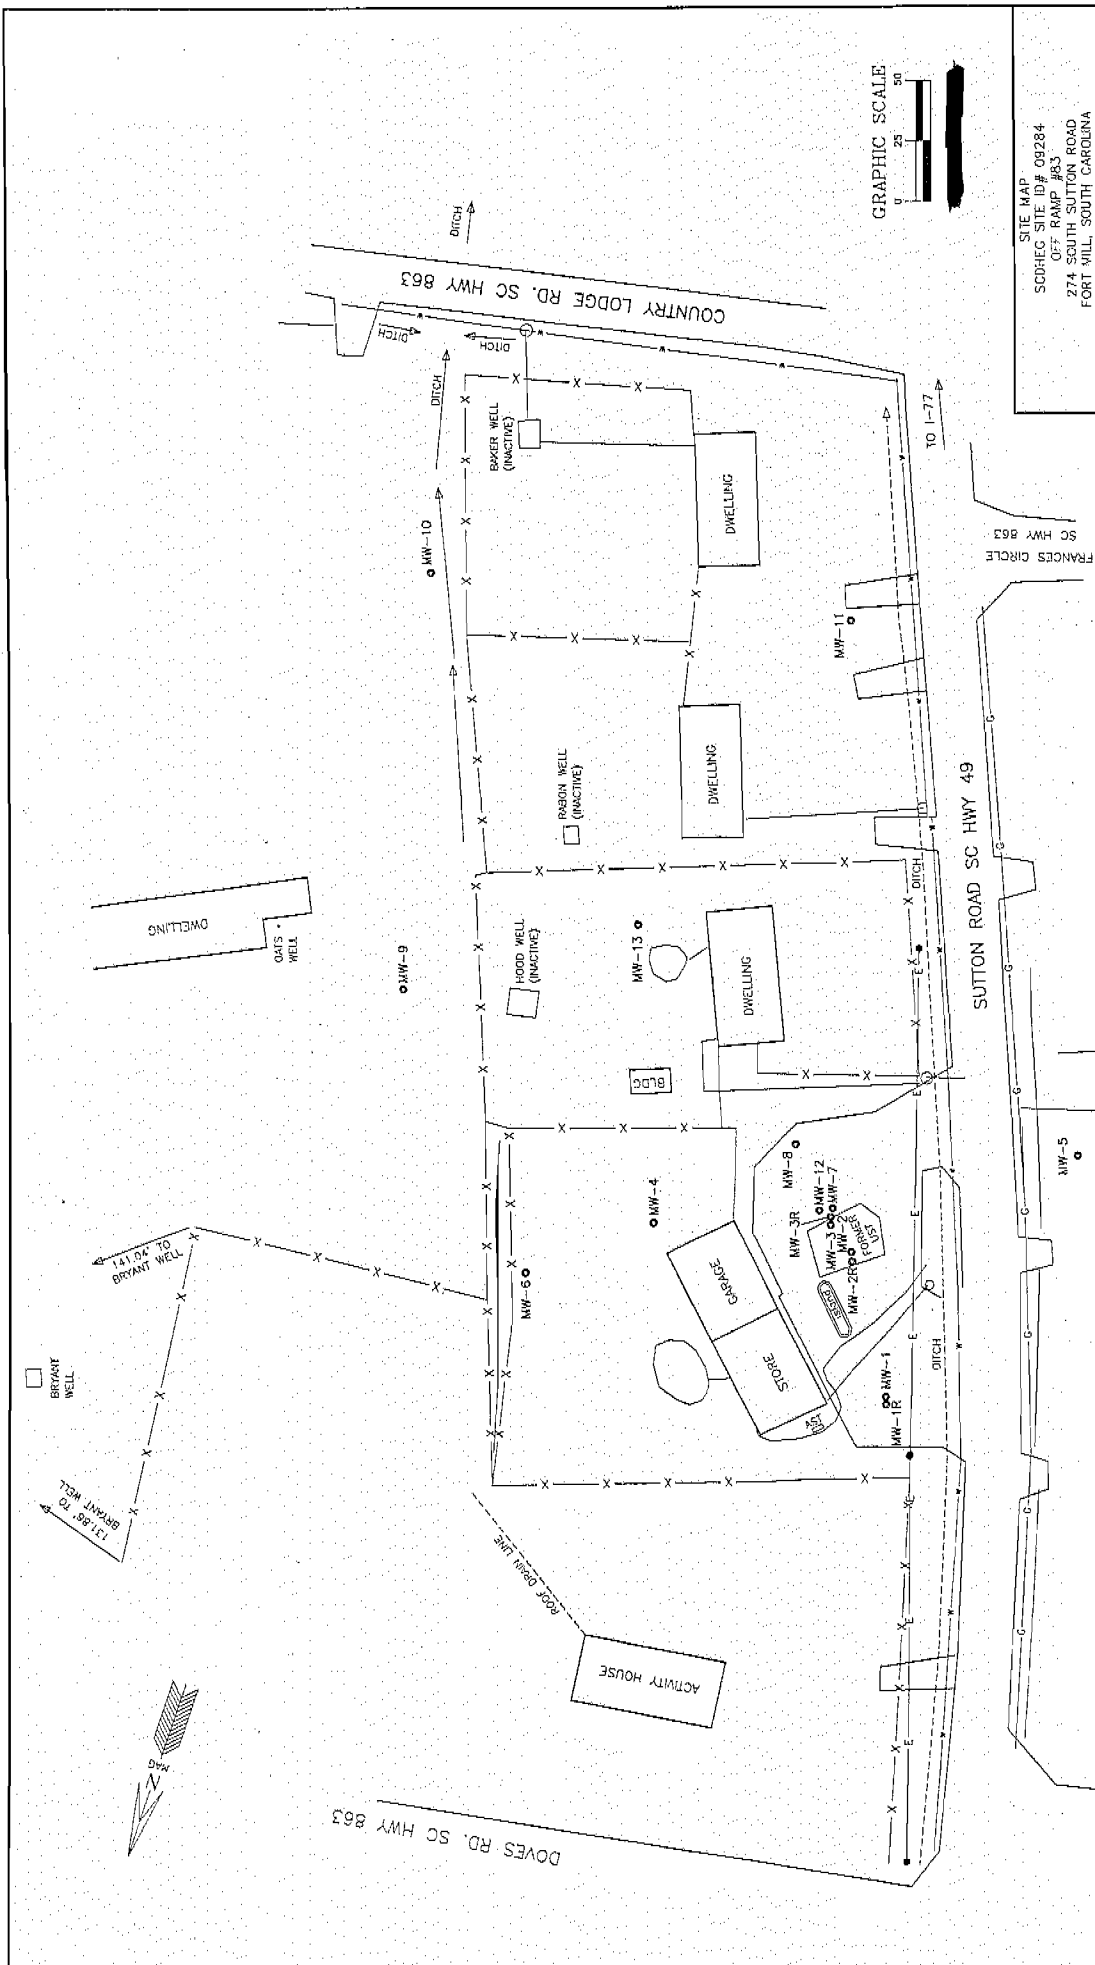 SITE MAP
SCDHEC SITE ID# 09284
OFF RAMP #83
274 SOUTH SUTTON ROAD
FORT MILL, SOUTH CAROLINA
GRAPHIC SCALE
0 25 50
DITCH
COUNTRY LODGE RD. SC HWY 863
DITCH
DITCH
DITCH
BAKER WELL
(INACTIVE)
DWELLING
TO I-77
FRANCES CIRCLE
SC HWY 863
MW-10
MW-11
RABON WELL
(INACTIVE)
DWELLING
SUTTON ROAD SC HWY 49
DITCH
DWELLING
OATS
WELL
MW-9
HOOD WELL
(INACTIVE)
MW-13
DWELLING
BLDG
MW-8
MW-4
MW-12
MW-7
MW-3R
MW-3
MW-2
FORMER
UST
MW-2R
MW-5
MW-6
GARAGE
STORE
Island
AST
MW-1
MW-1R
DITCH
141.04' TO
BRYANT WELL
BRYANT
WELL
131.86' TO
BRYANT WELL
ROOF DRAIN LINE
ACTIVITY HOUSE
N
MAG
DOVES RD. SC HWY 863